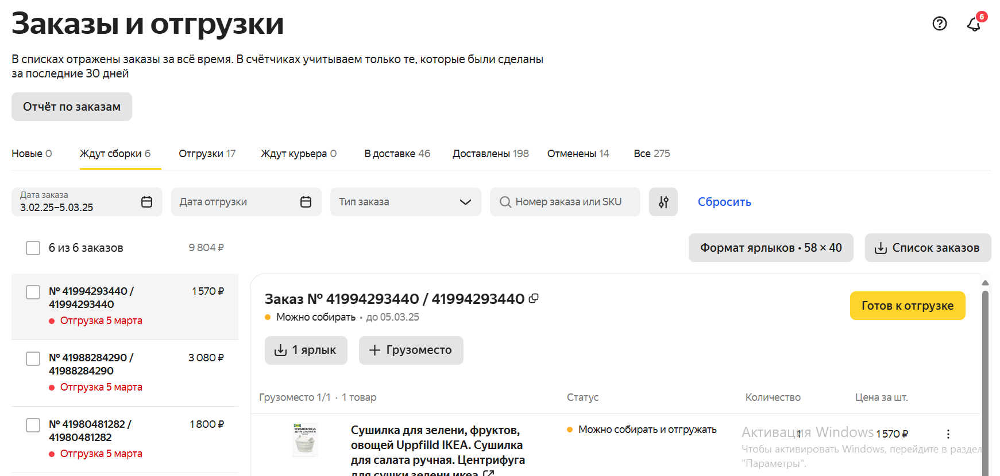 Заказы и отгрузки
6
В списках отражены заказы за всё время. В счётчиках учитываем только те, которые были сделаны
за последние 30 дней
Отчёт по заказам
Новые 0
Ждут сборки 6
Отгрузки 17
Ждут курьера 0
В доставке 46
Доставлены 198
Отменены 14
Все 275
Дата заказа
3.02.25–5.03.25
Дата отгрузки
Тип заказа
Номер заказа или SKU
Сбросить
6 из 6 заказов
9 804 ₽
Формат ярлыков • 58 × 40
Список заказов
№ 41994293440 /
41994293440
1 570 ₽
Отгрузка 5 марта
№ 41988284290 /
41988284290
3 080 ₽
Отгрузка 5 марта
№ 41980481282 /
41980481282
1 800 ₽
Отгрузка 5 марта
Заказ № 41994293440 / 41994293440
Можно собирать • до 05.03.25
Готов к отгрузке
1 ярлык
Грузоместо
Грузоместо 1/1 · 1 товар
Статус
Количество
Цена за шт.
СУШИЛКА
ДЛЯ САЛАТА
Сушилка для зелени, фруктов,
овощей Uppfilld IKEA. Сушилка
для салата ручная. Центрифуга
для сушки зелени икеа
Можно собирать и отгружать
1
1 570 ₽
Активация Windows
Чтобы активировать Windows, перейдите в раздел
"Параметры".